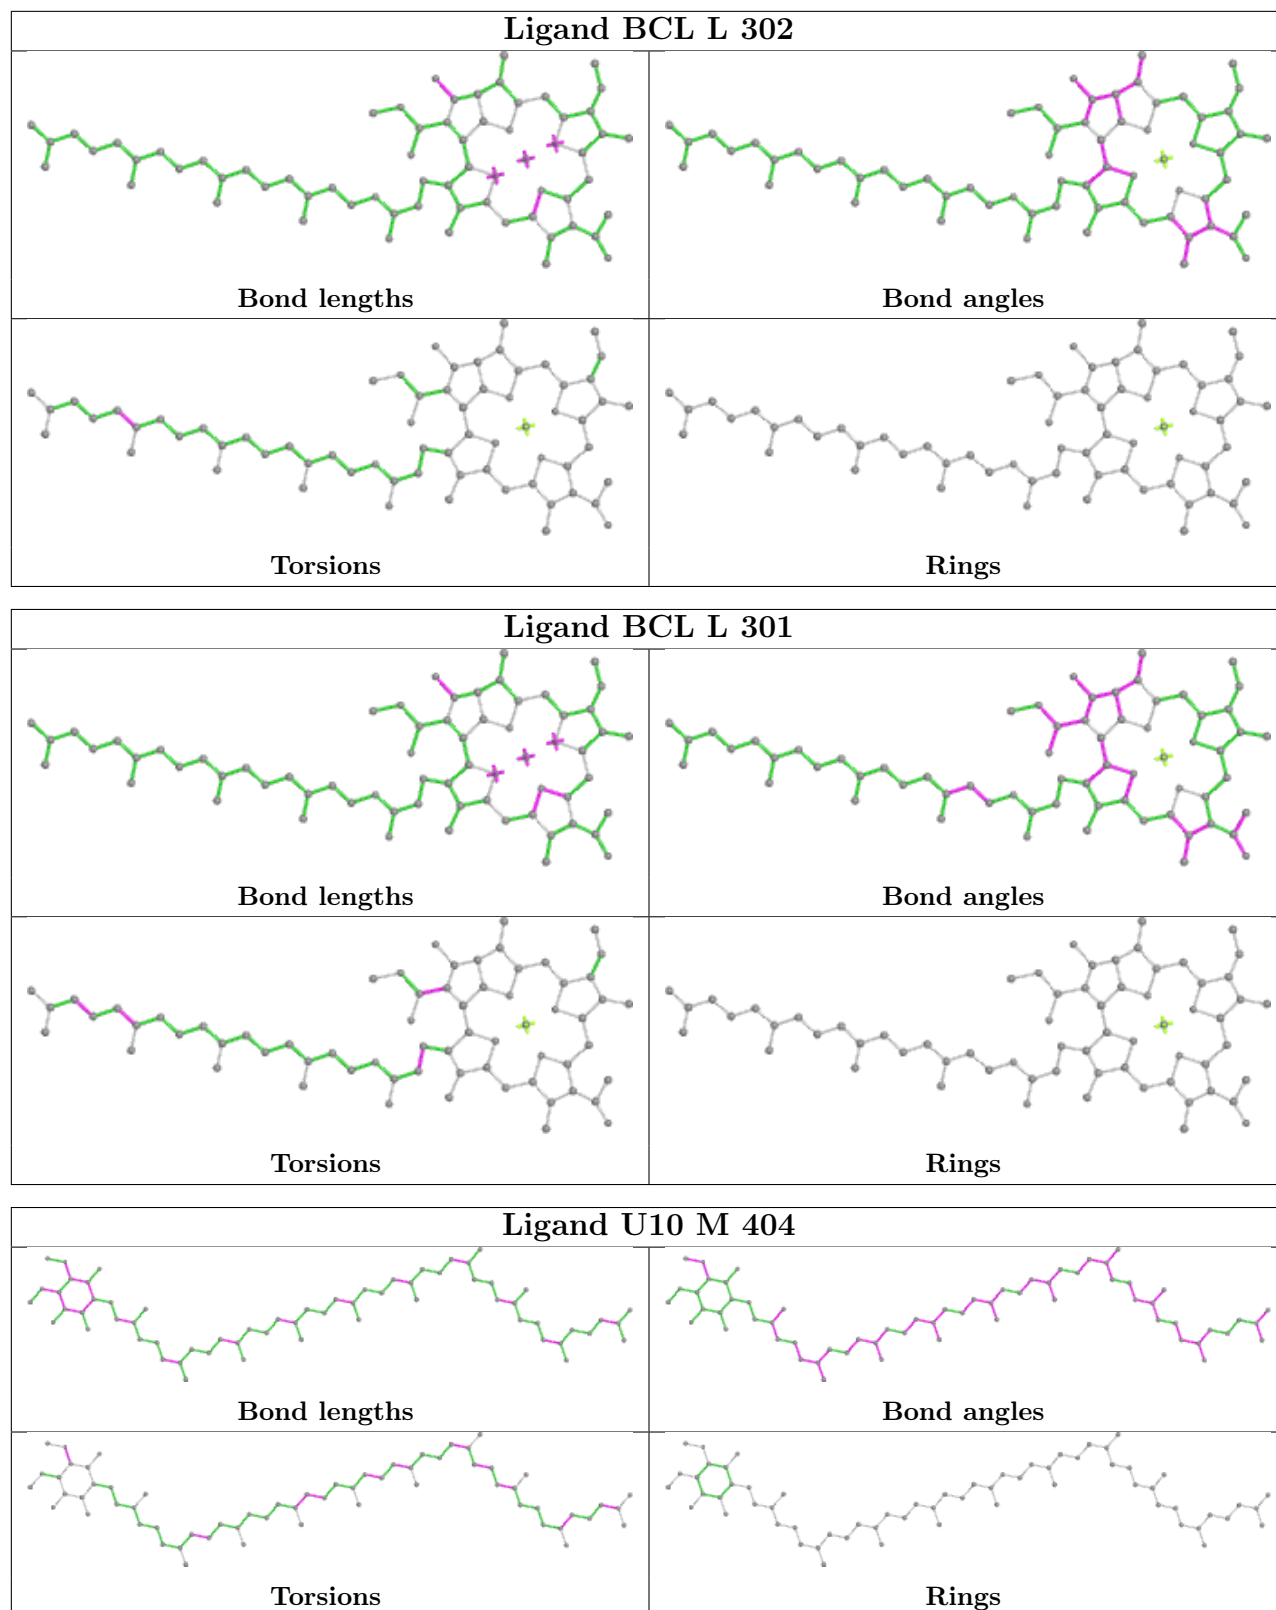 Ligand BCL L 302
Bond lengths
Bond angles
Torsions
Rings
Ligand BCL L 301
Bond lengths
Bond angles
Torsions
Rings
Ligand U10 M 404
Bond lengths
Bond angles
Torsions
Rings